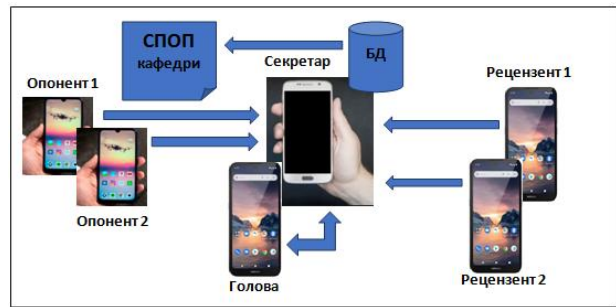 СПОП
кафедри
Секретар
БД
Опонент 1
Рецензент 1
Опонент 2
Голова
Рецензент 2